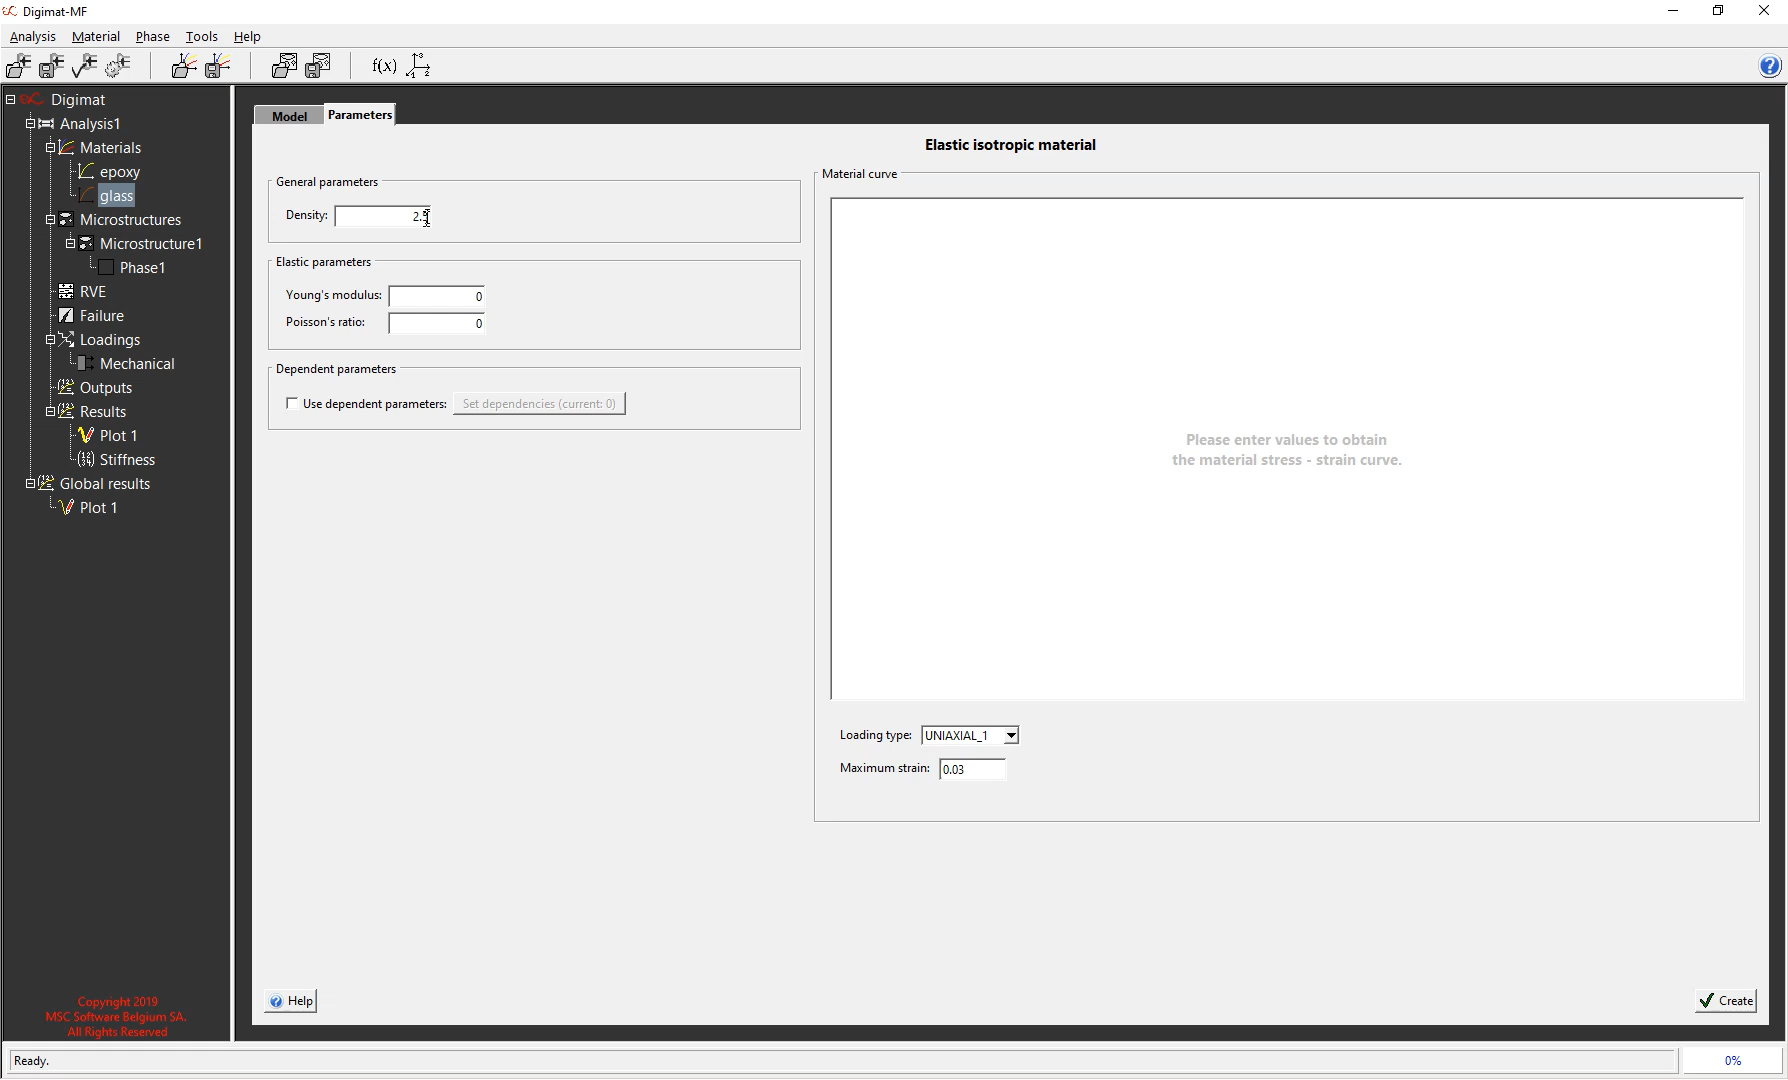 Digimat-MF
Analysis Material Phase Tools Help
f(x)
Digimat
Analysis1
Materials
epoxy
glass
Microstructures
Microstructure1
Phase1
RVE
Failure
Loadings
Mechanical
Outputs
Results
Plot 1
Stiffness
Global results
Plot 1
Copyright 2019
MSC Software Belgium SA.
All Rights Reserved
Model Parameters
Elastic isotropic material
General parameters
Density:
Elastic parameters
Young's modulus: 0
Poisson's ratio: 0
Dependent parameters
Use dependent parameters: Set dependencies (current: 0)
Material curve
Please enter values to obtain
the material stress - strain curve.
Loading type: UNIAXIAL_1
Maximum strain: 0.03
Help
Create
Ready.
0%